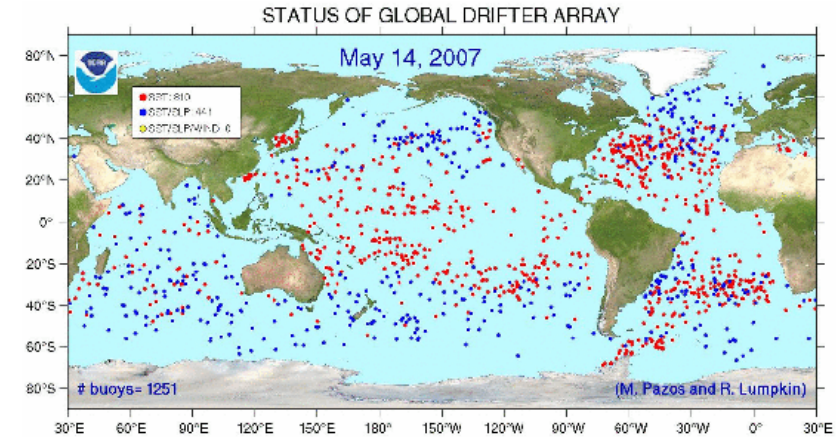 STATUS OF GLOBAL DRIFTER ARRAY
May 14, 2007
80°N
60°N
40°N
20°N
0°
20°S
40°S
60°S
80°S
SST: 810
SST/SLP: 441
SST/SLP/WIND: 0
# buoys= 1251
(M. Pazos and R. Lumpkin)
30°E 60°E 90°E 120°E 150°E 180° 150°W 120°W 90°W 60°W 30°W 0° 30°E